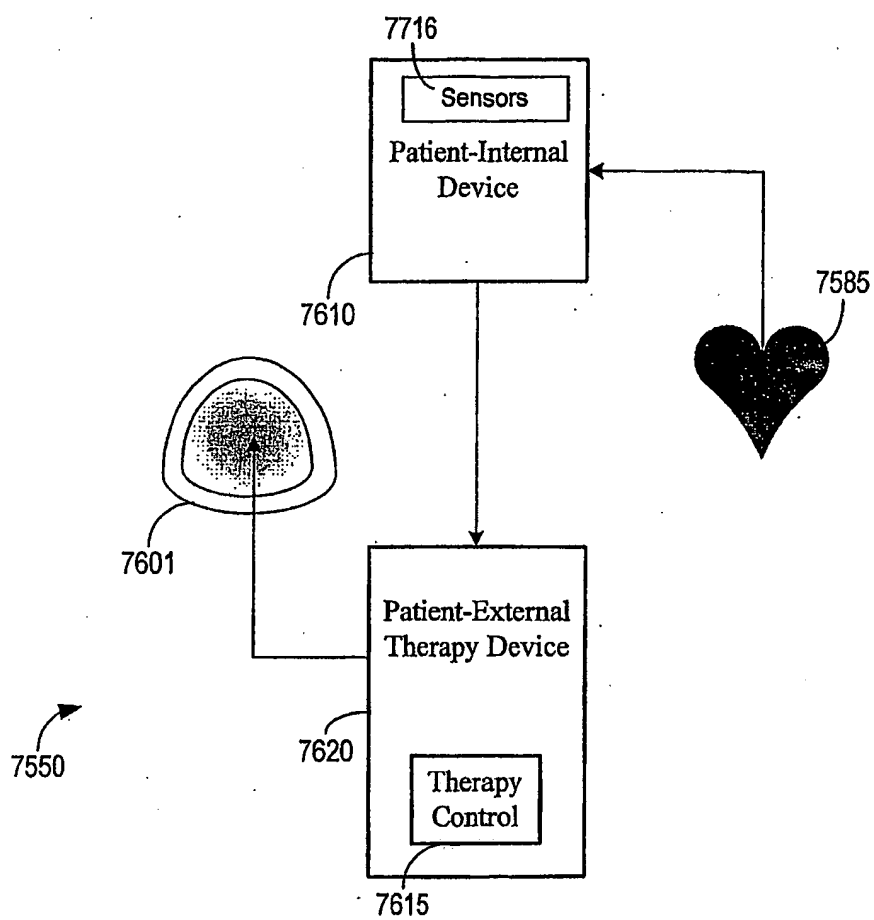 7716
Sensors
Patient-Internal
Device
7610
7585
7601
Patient-External
Therapy Device
7620
7550
Therapy
Control
7615